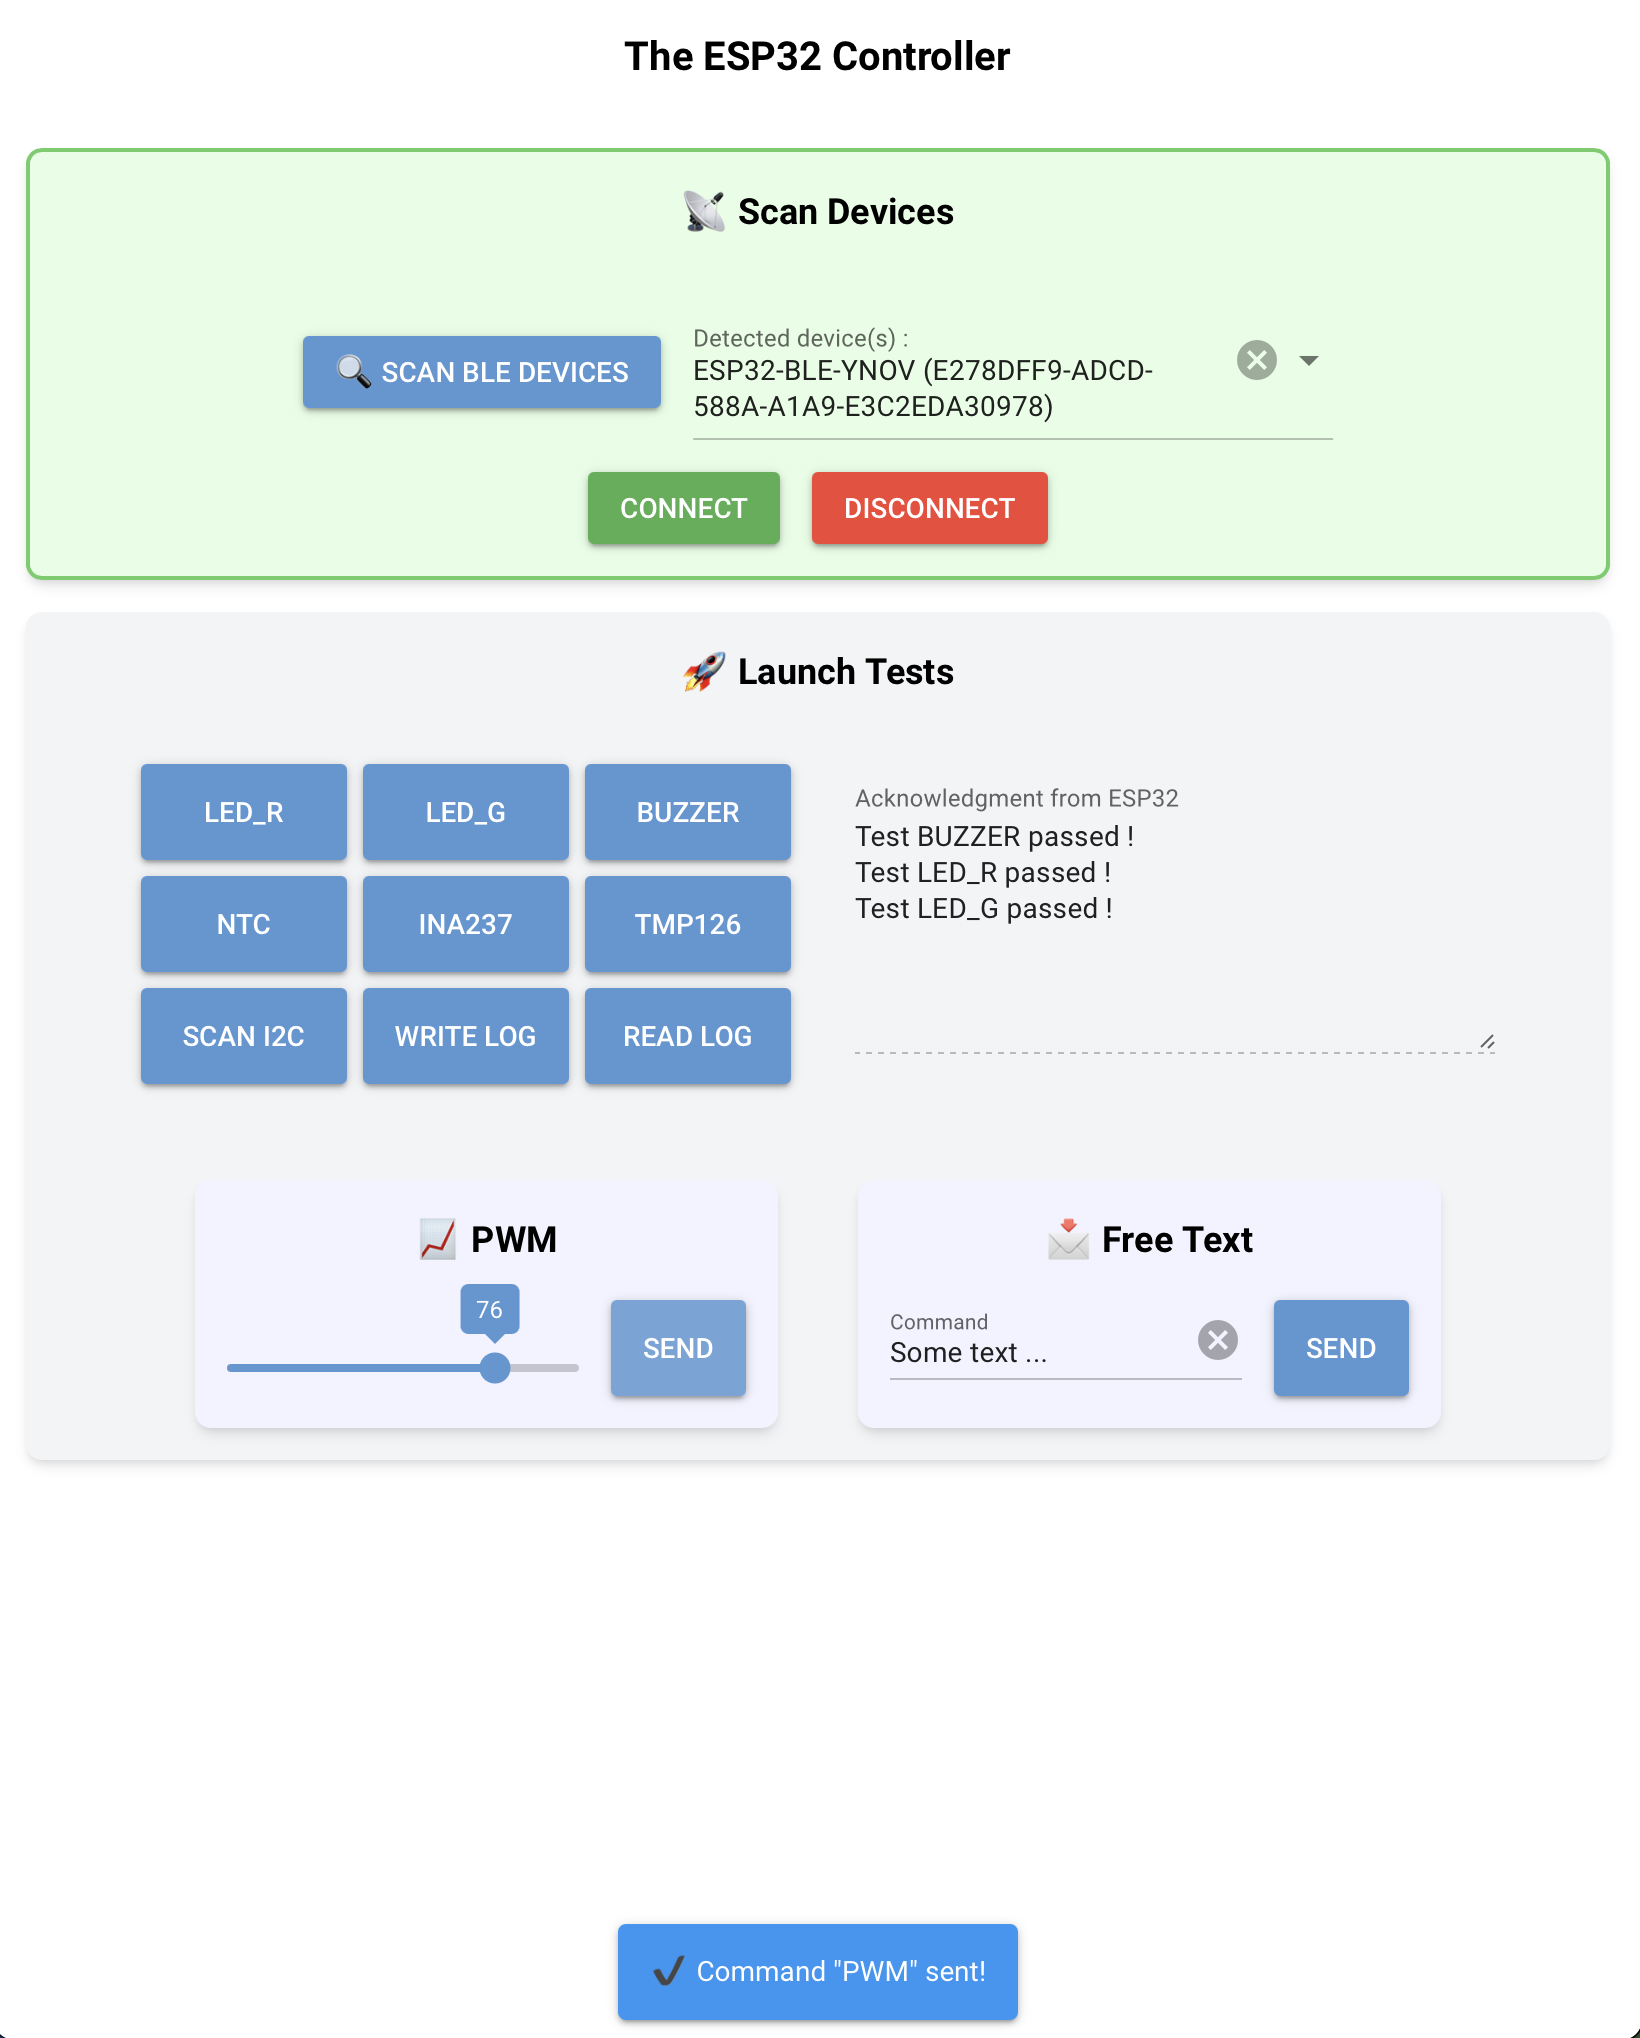 The ESP32 Controller
Scan Devices
SCAN BLE DEVICES
Detected device(s) :
ESP32-BLE-YNOV (E278DFF9-ADCD-
588A-A1A9-E3C2EDA30978)
CONNECT
DISCONNECT
Launch Tests
LED_R
LED_G
BUZZER
NTC
INA237
TMP126
SCAN I2C
WRITE LOG
READ LOG
Acknowledgment from ESP32
Test BUZZER passed !
Test LED_R passed !
Test LED_G passed !
PWM
76
SEND
Free Text
Command
Some text ...
SEND
Command "PWM" sent!